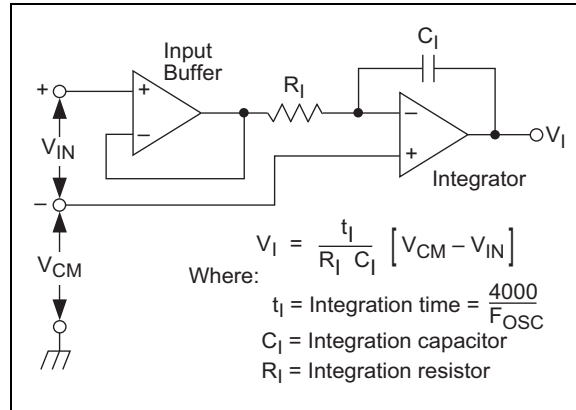 Input
Buffer
C_I
R_I
+
+
−
−
+
V_IN
V_I
Integrator
−
V_CM
V_I = t_I / (R_I C_I) [V_CM – V_IN]
Where:
t_I = Integration time = 4000 / F_OSC
C_I = Integration capacitor
R_I = Integration resistor